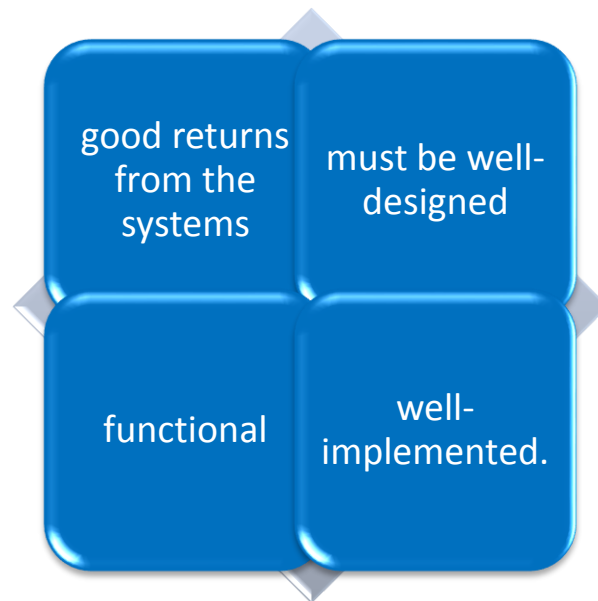 good returns
from the
systems
must be well-
designed
functional
well-
implemented.